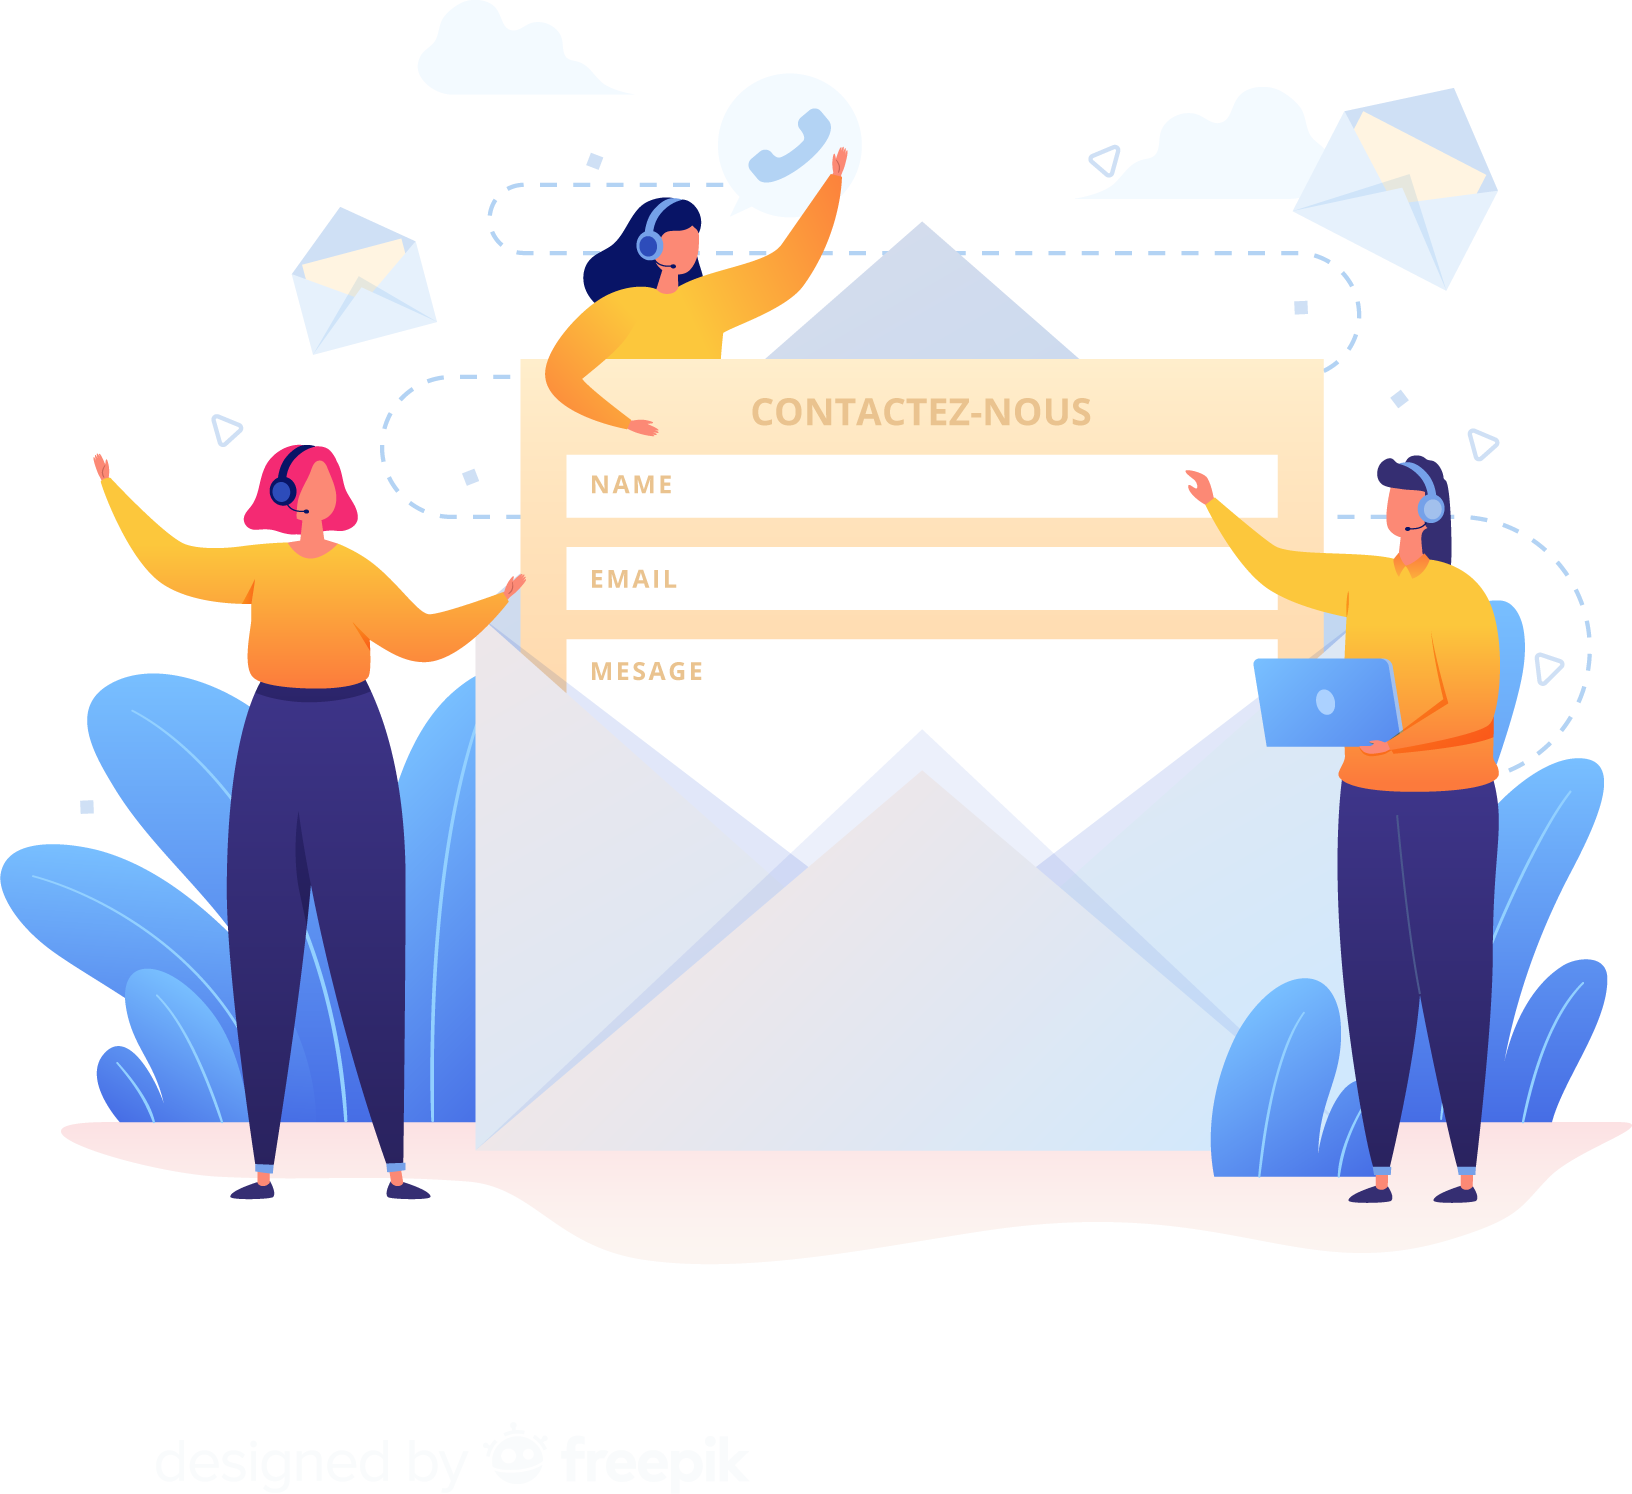 CONTACTEZ-NOUS
NAME
EMAIL
MESAGE
designed by freepik